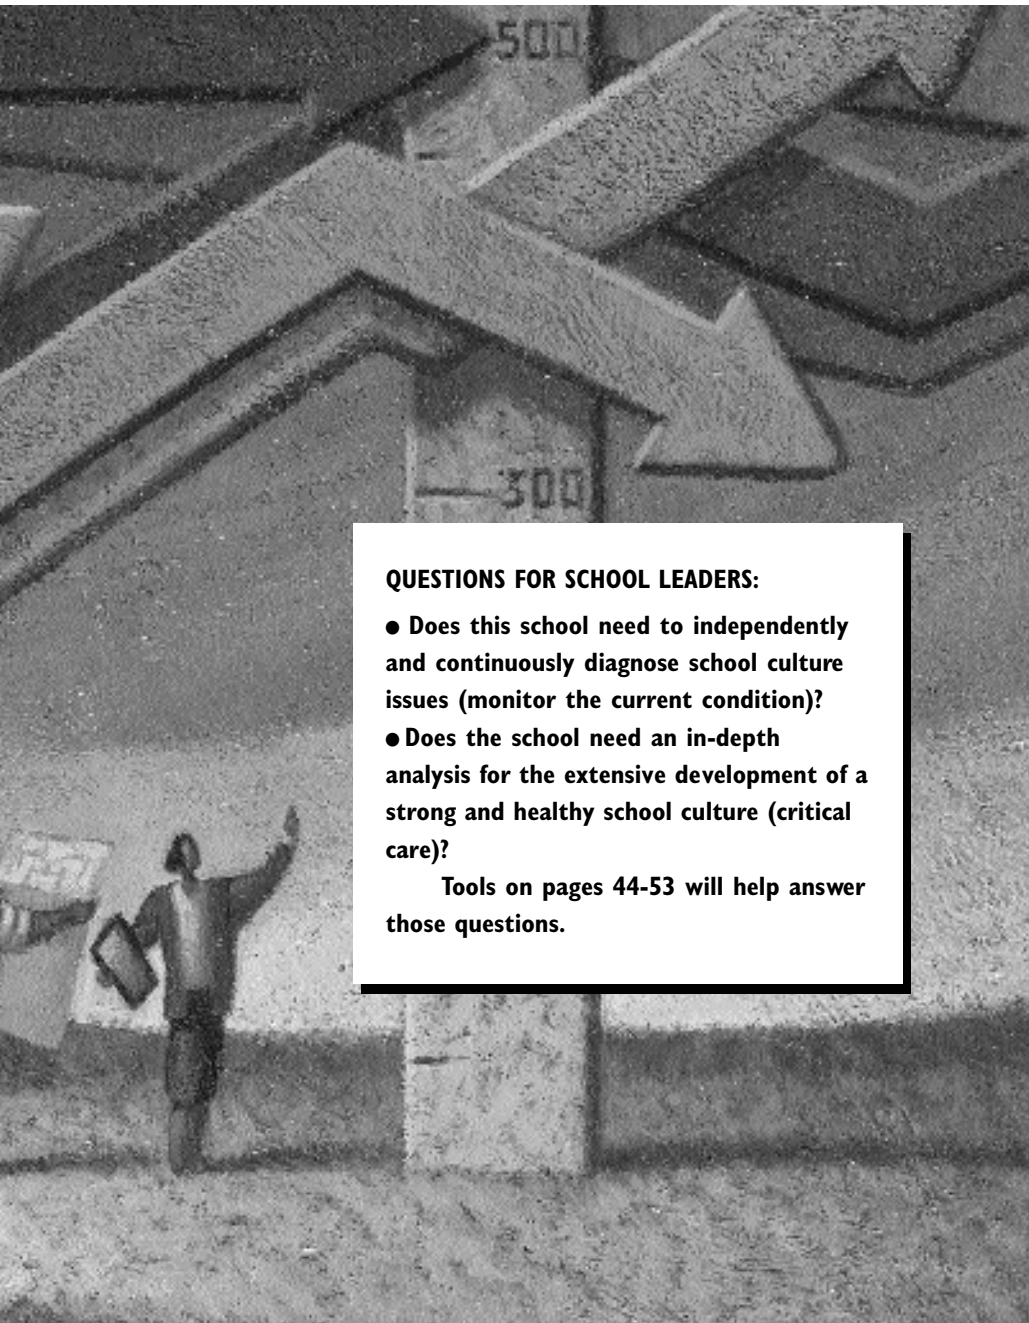 500
300
QUESTIONS FOR SCHOOL LEADERS:
● Does this school need to independently
and continuously diagnose school culture
issues (monitor the current condition)?
● Does the school need an in-depth
analysis for the extensive development of a
strong and healthy school culture (critical
care)?
Tools on pages 44-53 will help answer
those questions.